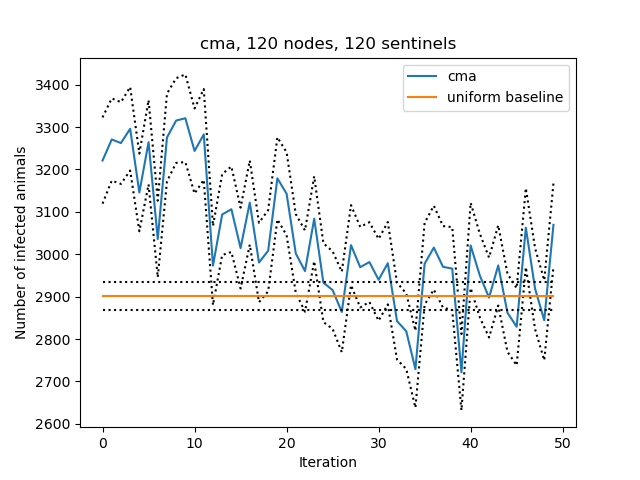 cma, 120 nodes, 120 sentinels
cma
uniform baseline
3400
3300
3200
3100
3000
2900
2800
2700
2600
Number of infected animals
0 10 20 30 40 50
Iteration